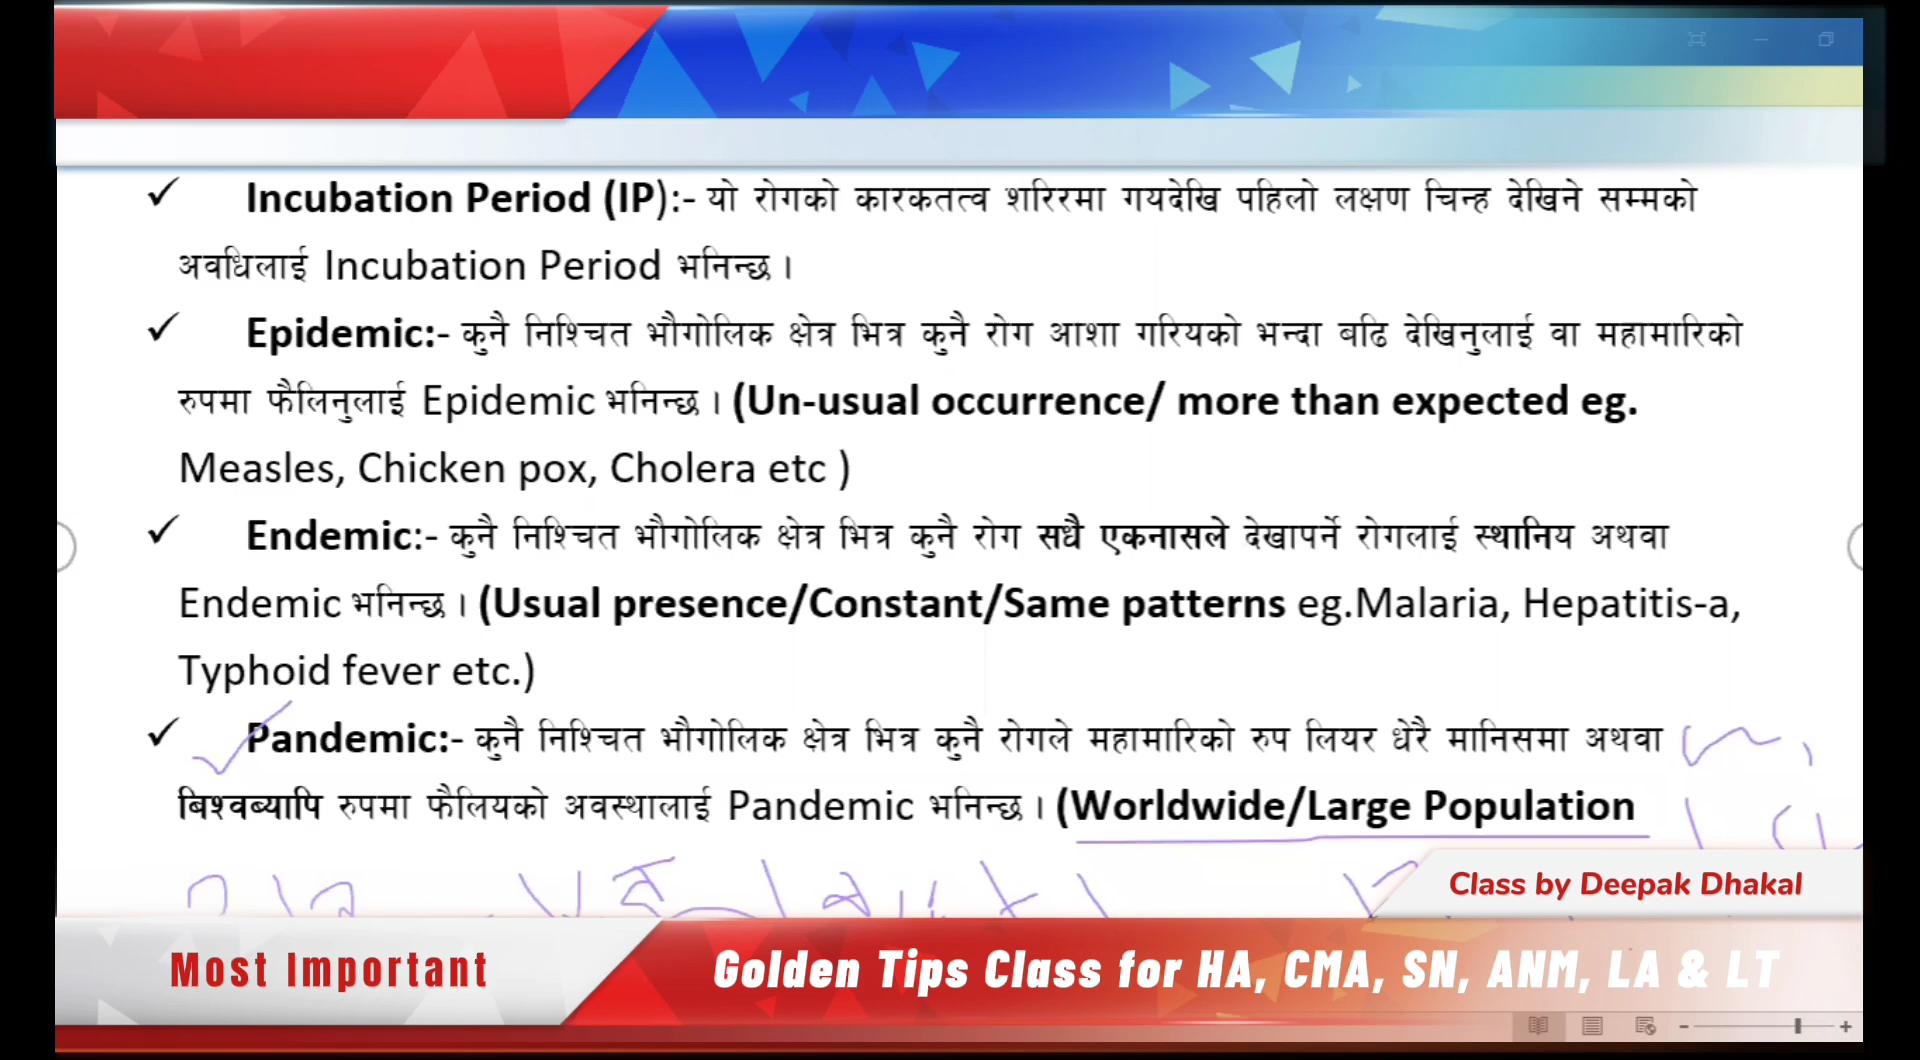 ✓ Incubation Period (IP):- यो रोगको कारकतत्व शरिरमा गयदेखि पहिलो लक्षण चिन्ह देखिने सम्मको
अवधिलाई Incubation Period भनिन्छ ।
✓ Epidemic:- कुनै निश्चित भौगोलिक क्षेत्र भित्र कुनै रोग आशा गरियको भन्दा बढि देखिनुलाई वा महामारिको
रुपमा फैलिनुलाई Epidemic भनिन्छ । (Un-usual occurrence/ more than expected eg.
Measles, Chicken pox, Cholera etc )
✓ Endemic:- कुनै निश्चित भौगोलिक क्षेत्र भित्र कुनै रोग सधै एकनासले देखापर्ने रोगलाई स्थानिय अथवा
Endemic भनिन्छ । (Usual presence/Constant/Same patterns eg.Malaria, Hepatitis-a,
Typhoid fever etc.)
✓ Pandemic:- कुनै निश्चित भौगोलिक क्षेत्र भित्र कुनै रोगले महामारिको रुप लियर धेरै मानिसमा अथवा
बिश्वब्यापि रुपमा फैलियको अवस्थालाई Pandemic भनिन्छ । (Worldwide/Large Population
Class by Deepak Dhakal
Most Important
Golden Tips Class for HA, CMA, SN, ANM, LA & LT